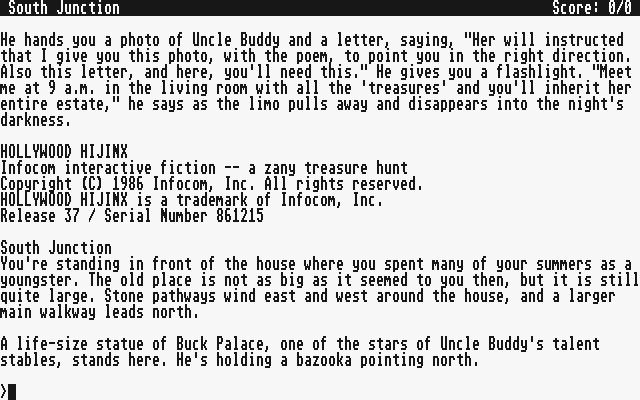 South Junction Score: 0/0
He hands you a photo of Uncle Buddy and a letter, saying, "Her will instructed
that I give you this photo, with the poem, to point you in the right direction.
Also this letter, and here, you'll need this." He gives you a flashlight. "Meet
me at 9 a.m. in the living room with all the 'treasures' and you'll inherit her
entire estate," he says as the limo pulls away and disappears into the night's
darkness.
HOLLYWOOD HIJINX
Infocom interactive fiction -- a zany treasure hunt
Copyright (C) 1986 Infocom, Inc. All rights reserved.
HOLLYWOOD HIJINX is a trademark of Infocom, Inc.
Release 37 / Serial Number 861215
South Junction
You're standing in front of the house where you spent many of your summers as a
youngster. The old place is not as big as it seemed to you then, but it is still
quite large. Stone pathways wind east and west around the house, and a larger
main walkway leads north.
A life-size statue of Buck Palace, one of the stars of Uncle Buddy's talent
stables, stands here. He's holding a bazooka pointing north.
>